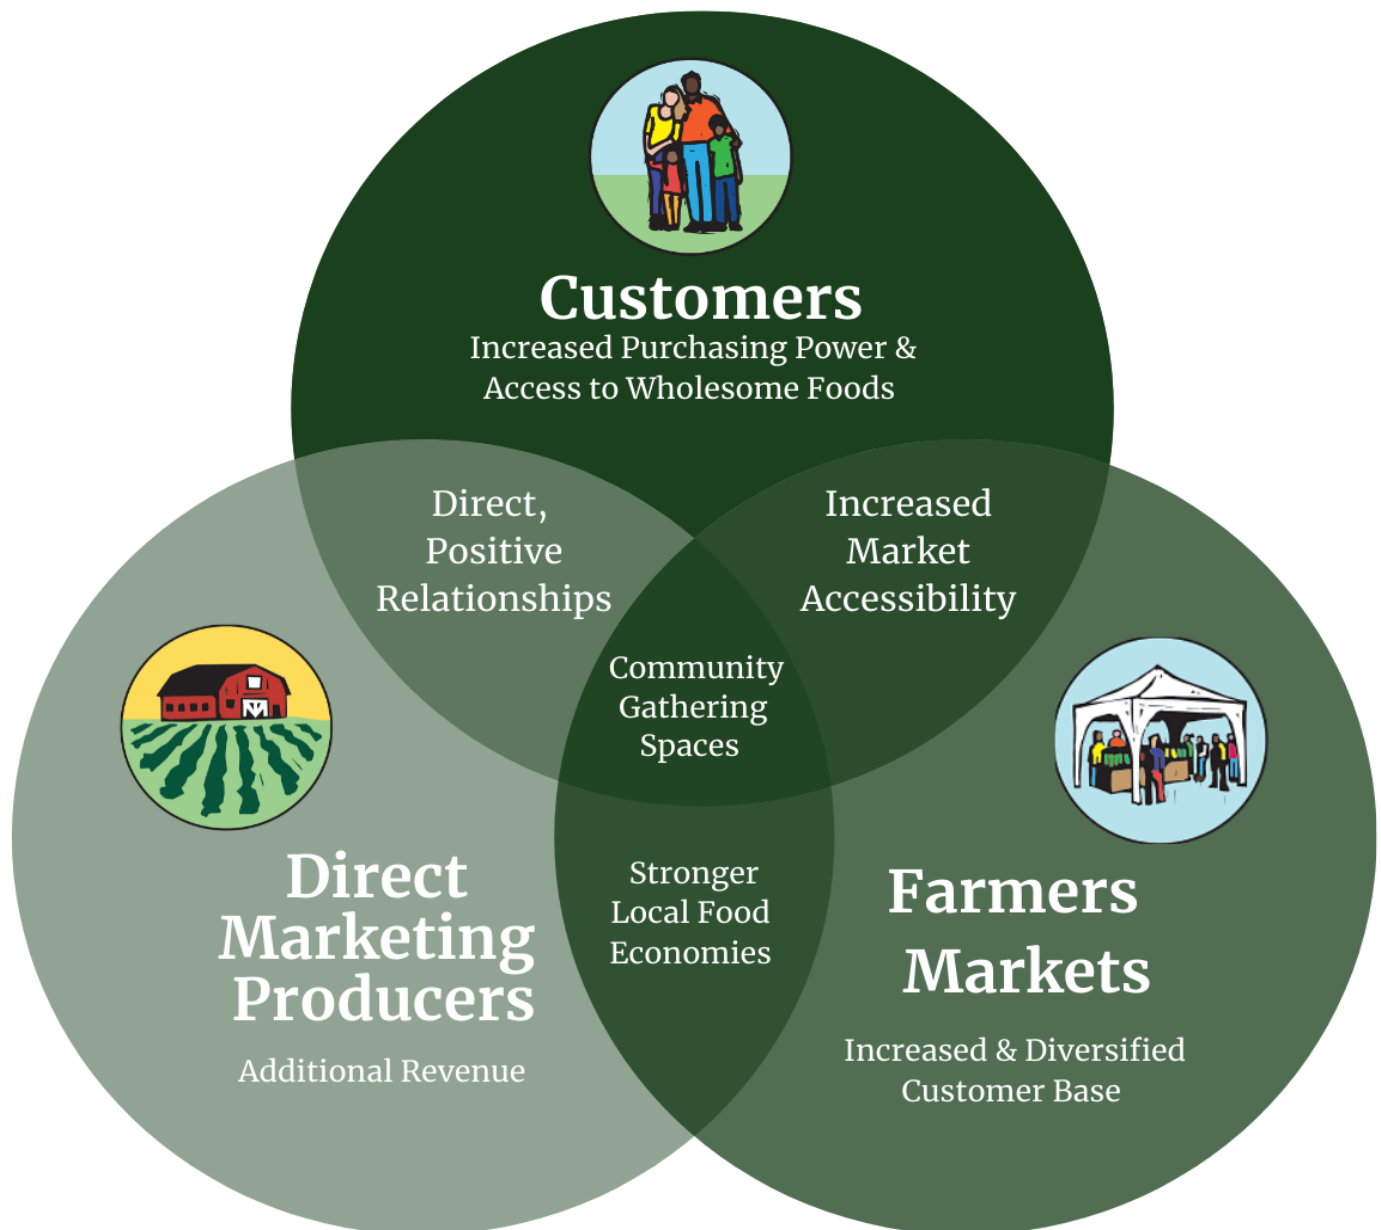 Customers
Increased Purchasing Power &
Access to Wholesome Foods
Direct,
Positive
Relationships
Increased
Market
Accessibility
Community
Gathering
Spaces
Direct
Marketing
Producers
Additional Revenue
Stronger
Local Food
Economies
Farmers
Markets
Increased & Diversified
Customer Base